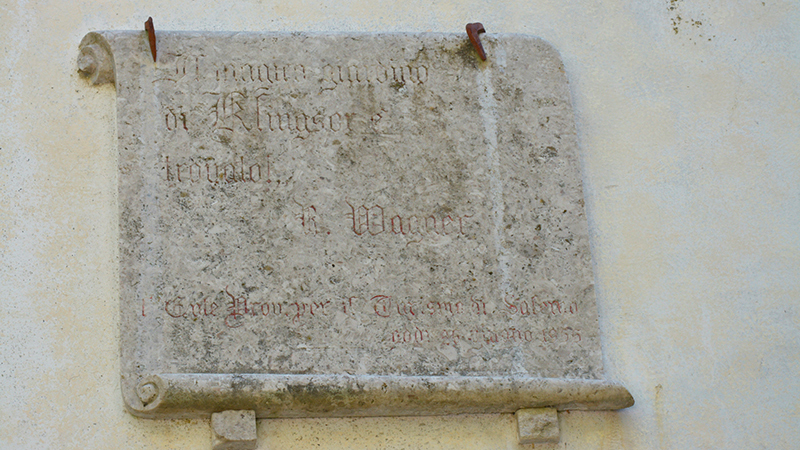 Il magico giardino
di Klingsor è
trovato!...
R. Wagner
Ente Prov. per il Turismo di Salerno